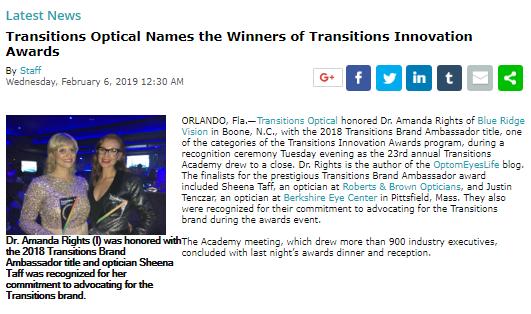 Latest News
Transitions Optical Names the Winners of Transitions Innovation
Awards
By Staff
Wednesday, February 6, 2019 12:30 AM
G+
f
in
t
ORLANDO, Fla.—Transitions Optical honored Dr. Amanda Rights of Blue Ridge
Vision in Boone, N.C., with the 2018 Transitions Brand Ambassador title, one
of the categories of the Transitions Innovation Awards program, during a
recognition ceremony Tuesday evening as the 23rd annual Transitions
Academy drew to a close. Dr. Rights is the author of the OptomEyesLife blog.
The finalists for the prestigious Transitions Brand Ambassador award
included Sheena Taff, an optician at Roberts & Brown Opticians, and Justin
Tenczar, an optician at Berkshire Eye Center in Pittsfield, Mass. They also
were recognized for their commitment to advocating for the Transitions
brand during the awards event.
Dr. Amanda Rights (l) was honored with
the 2018 Transitions Brand
Ambassador title and optician Sheena
Taff was recognized for her
commitment to advocating for the
Transitions brand.
The Academy meeting, which drew more than 900 industry executives,
concluded with last night's awards dinner and reception.